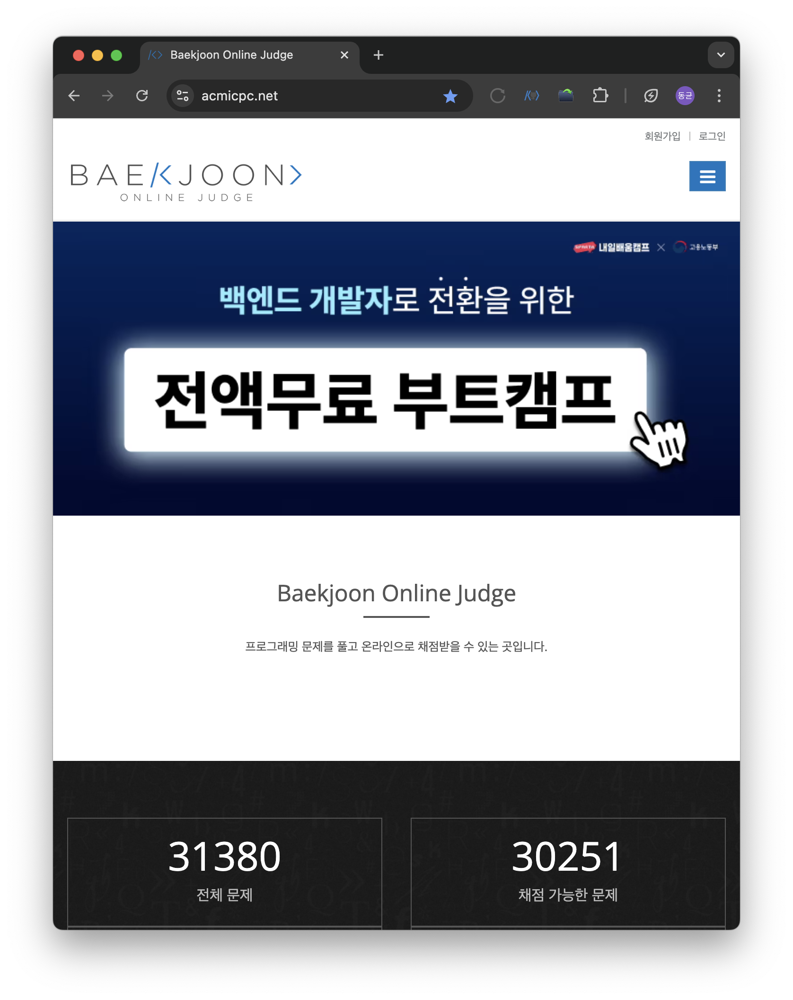 Baekjoon Online Judge
acmicpc.net
동균
회원가입 | 로그인
BAE/<JOON>
ONLINE JUDGE
SPARTA 내일배움캠프 × 고용노동부
백엔드 개발자로 전환을 위한
전액무료 부트캠프
Baekjoon Online Judge
프로그래밍 문제를 풀고 온라인으로 채점받을 수 있는 곳입니다.
31380
전체 문제
30251
채점 가능한 문제